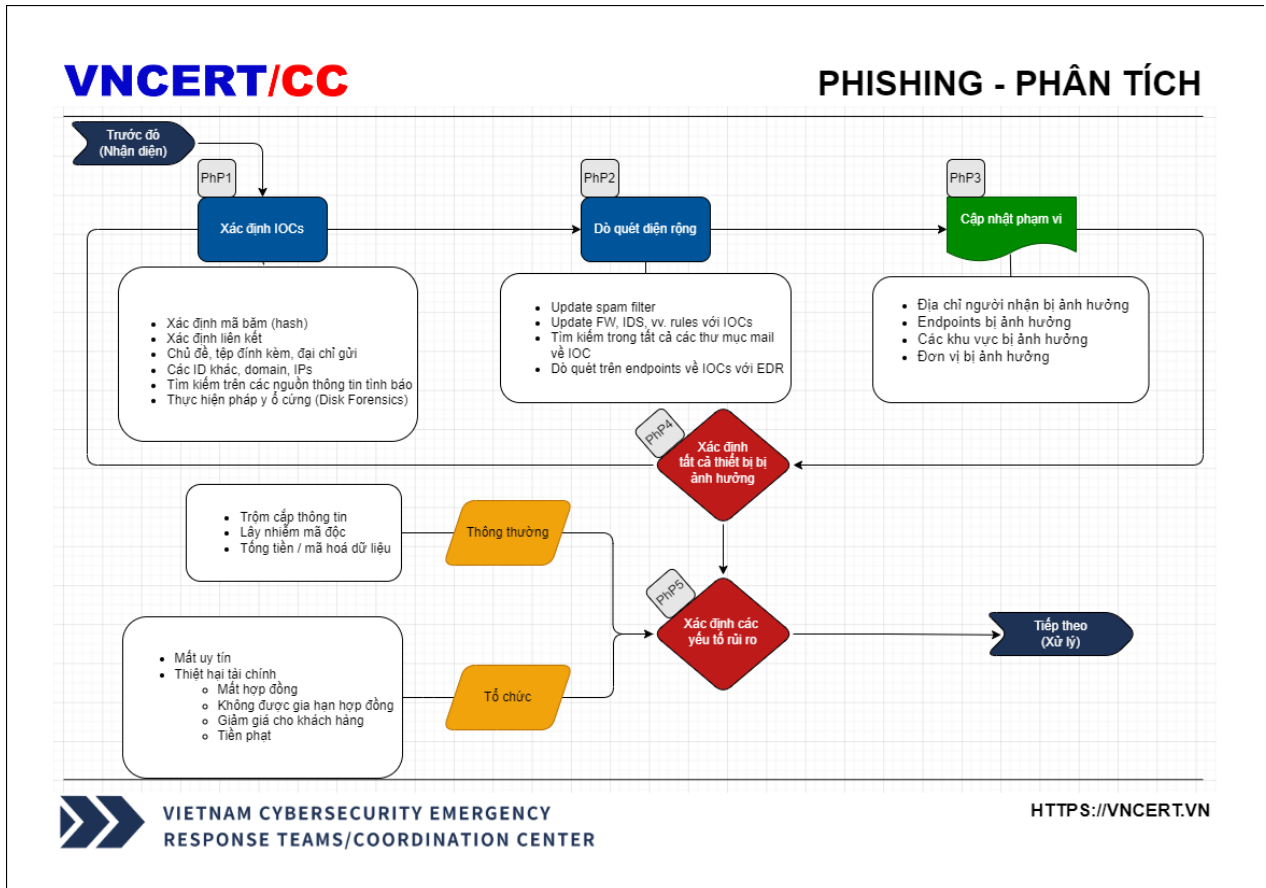 VNCERT/CC
PHISHING - PHÂN TÍCH
Trước đó
(Nhận diện)
PhP1
Xác định IOCs
Xác định mã băm (hash)
Xác định liên kết
Chủ đề, tệp đính kèm, đại chỉ gửi
Các ID khác, domain, IPs
Tìm kiếm trên các nguồn thông tin tình báo
Thực hiện pháp y ổ cứng (Disk Forensics)
PhP2
Dò quét diện rộng
Update spam filter
Update FW, IDS, vv. rules với IOCs
Tìm kiếm trong tất cả các thư mục mail
về IOC
Dò quét trên endpoints về IOCs với EDR
PhP3
Cập nhật phạm vi
Địa chỉ người nhận bị ảnh hưởng
Endpoints bị ảnh hưởng
Các khu vực bị ảnh hưởng
Đơn vị bị ảnh hưởng
PhP4
Xác định
tất cả thiết bị bị
ảnh hưởng
Trộm cắp thông tin
Lây nhiễm mã độc
Tống tiền / mã hoá dữ liệu
Thông thường
PhP5
Xác định các
yếu tố rủi ro
Tiếp theo
(Xử lý)
Mất uy tín
Thiệt hại tài chính
Mất hợp đồng
Không được gia hạn hợp đồng
Giảm giá cho khách hàng
Tiền phạt
Tổ chức
VIETNAM CYBERSECURITY EMERGENCY
RESPONSE TEAMS/COORDINATION CENTER
HTTPS://VNCERT.VN